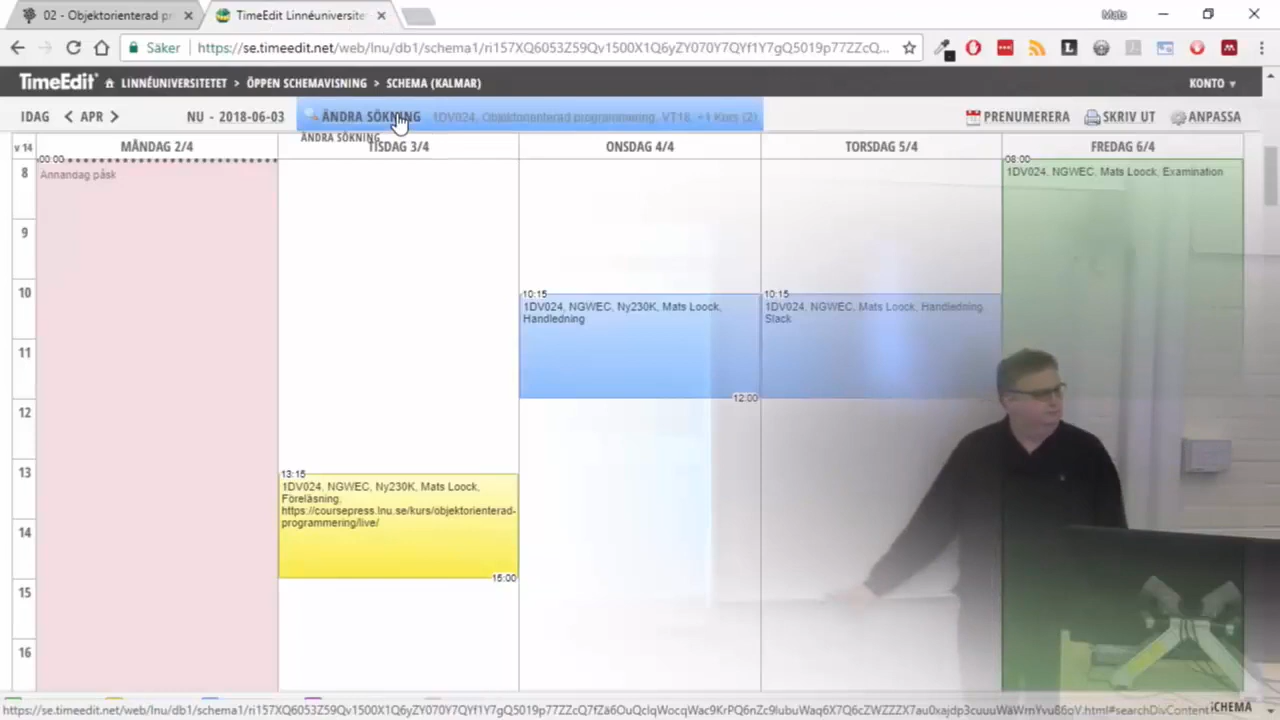 02 - Objektorienterad pr
TimeEdit Linnéuniversite
Mats
Säker
https://se.timeedit.net/web/lnu/db1/schema1/ri157XQ6053Z59Qv1500X1Q6yZY070Y7QYf1Y7gQ5019p77ZZcQ...
TimeEdit
LINNÉUNIVERSITETET > ÖPPEN SCHEMAVISNING > SCHEMA (KALMAR)
KONTO
IDAG < APR >
NU - 2018-06-03
ÄNDRA SÖKNING
1DV024, Objektorienterad programmering, VT18, +1 Kurs (2)
PRENUMERERA
SKRIV UT
ANPASSA
ÄNDRA SÖKNING
v 14
MÅNDAG 2/4
TISDAG 3/4
ONSDAG 4/4
TORSDAG 5/4
FREDAG 6/4
00:00
08:00
8
Annandag påsk
1DV024, NGWEC, Mats Loock, Examination
9
10
10:15
1DV024, NGWEC, Ny230K, Mats Loock,
Handledning
10:15
1DV024, NGWEC, Mats Loock, Handledning
Slack
11
12:00
12
13
13:15
1DV024, NGWEC, Ny230K, Mats Loock,
Föreläsning,
https://coursepress.lnu.se/kurs/objektorienterad-
programmering/live/
14
15:00
15
16